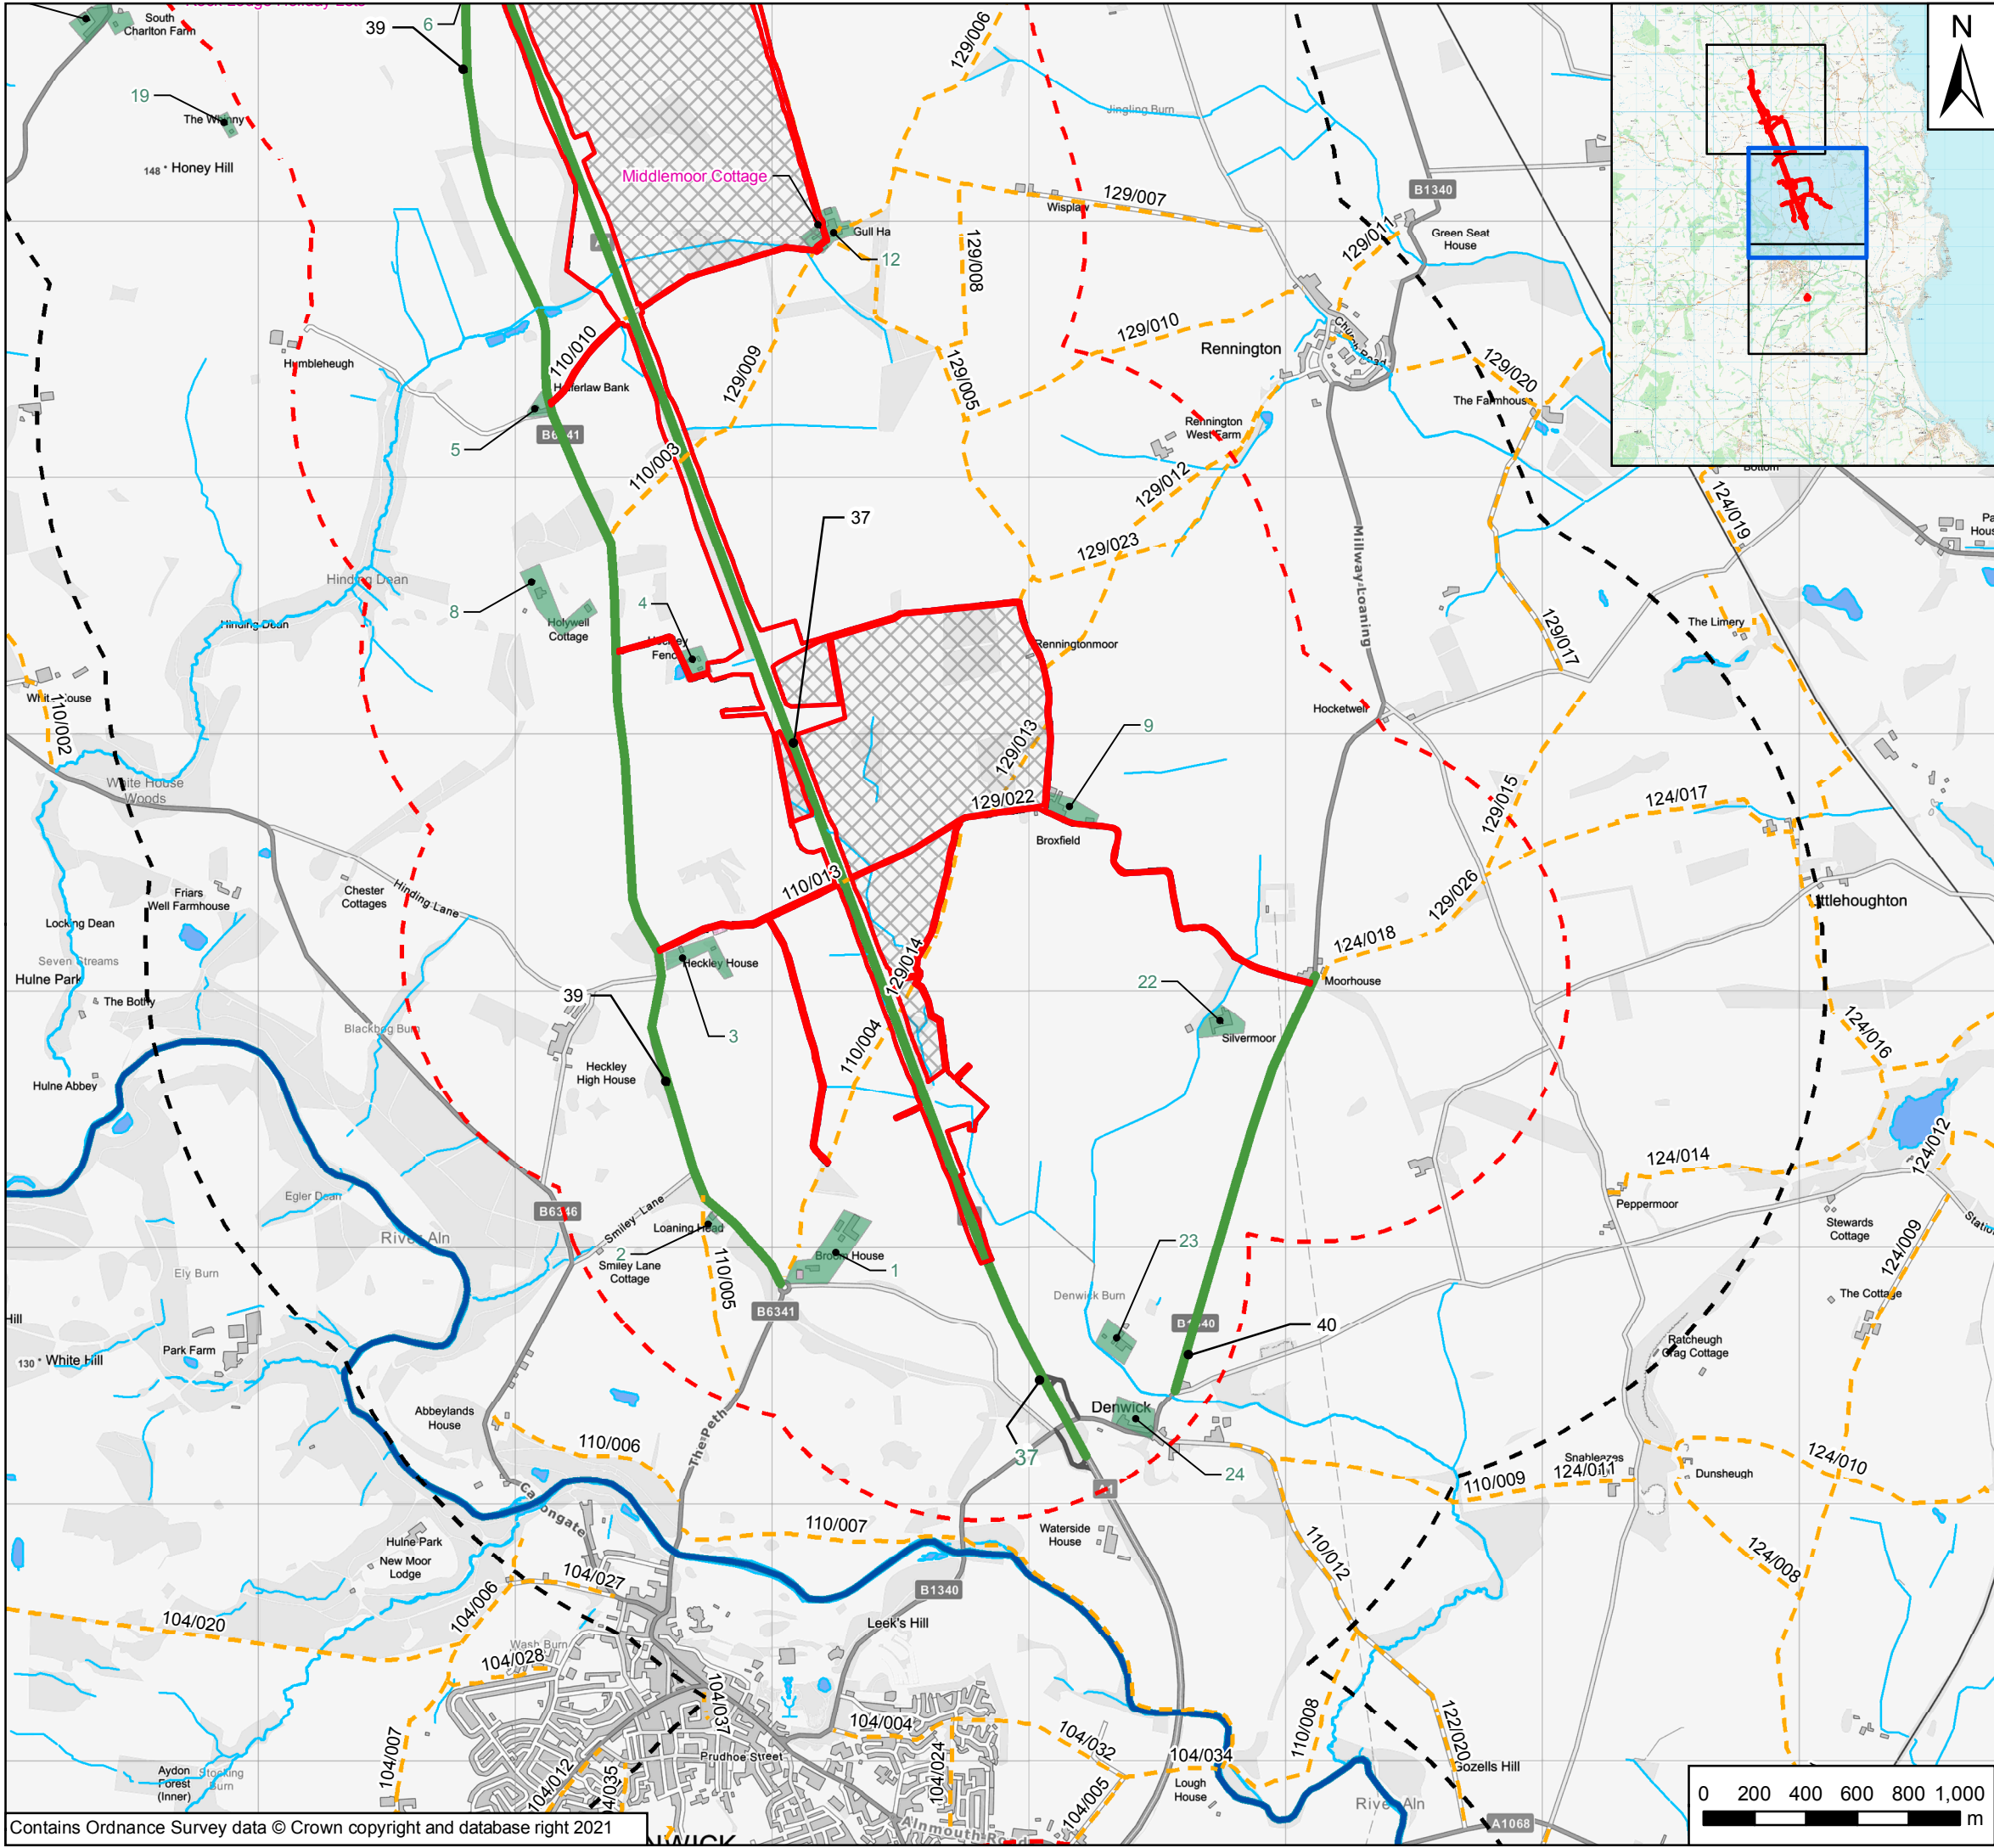 South
Charlton Farm
39
6
19
The Whinny
148 • Honey Hill
129/006
Jingling Burn
N
B1340
Middlemoor Cottage
Gull Ha
12
129/007
Wisplaw
129/011
Green Seat
House
129/008
A1
Humbleheugh
110/010
Hefferlaw Bank
5
B6341
129/009
129/005
129/010
Rennington
Church Road
129/020
The Farmhouse
Rennington
West Farm
110/003
129/012
Bottom
124/019
37
129/023
Millway Loaning
Hinding Dean
8
4
Holywell
Cottage
Heckley
Fence
Hinding Dean
Renningtonmoor
129/017
The Limery
White House
110/002
Hocketwell
9
129/013
White House
Woods
129/022
Broxfield
129/015
124/017
Chester
Cottages
Hinding Lane
Friars
Well Farmhouse
110/013
129/026
Littlehoughton
Locking Dean
Seven Streams
Hulne Park
The Bothy
Heckley House
129/014
124/018
Moorhouse
22
Silvermoor
39
3
Blackbog Burn
Heckley
High House
110/004
124/016
Hulne Abbey
124/014
124/012
Peppermoor
Egler Dean
B6346
Smiley Lane
Loaning Head
River Aln
2
Smiley Lane
Cottage
110/005
Broom House
1
23
Stewards
Cottage
124/009
Ely Burn
B6341
Denwick Burn
The Cottage
Hill
130 • White Hill
Park Farm
B1340
40
Ratcheugh
Crag Cottage
Abbeylands
House
The Peth
Denwick
37
24
110/006
A1
Snableazes
124/011
Dunsheugh
124/010
110/009
Canongate
110/007
Waterside
House
Hulne Park
New Moor
Lodge
110/012
124/008
104/027
104/006
B1340
104/020
Leek's Hill
Wash Burn
104/028
104/037
104/004
104/032
110/008
122/020
104/007
Prudhoe Street
104/024
104/034
Gozells Hill
Aydon
Forest
(Inner)
Stocking
Burn
104/012
104/005
Lough
House
River Aln
A1068
Alnmouth Road
0 200 400 600 800 1,000
m
Contains Ordnance Survey data © Crown copyright and database right 2021